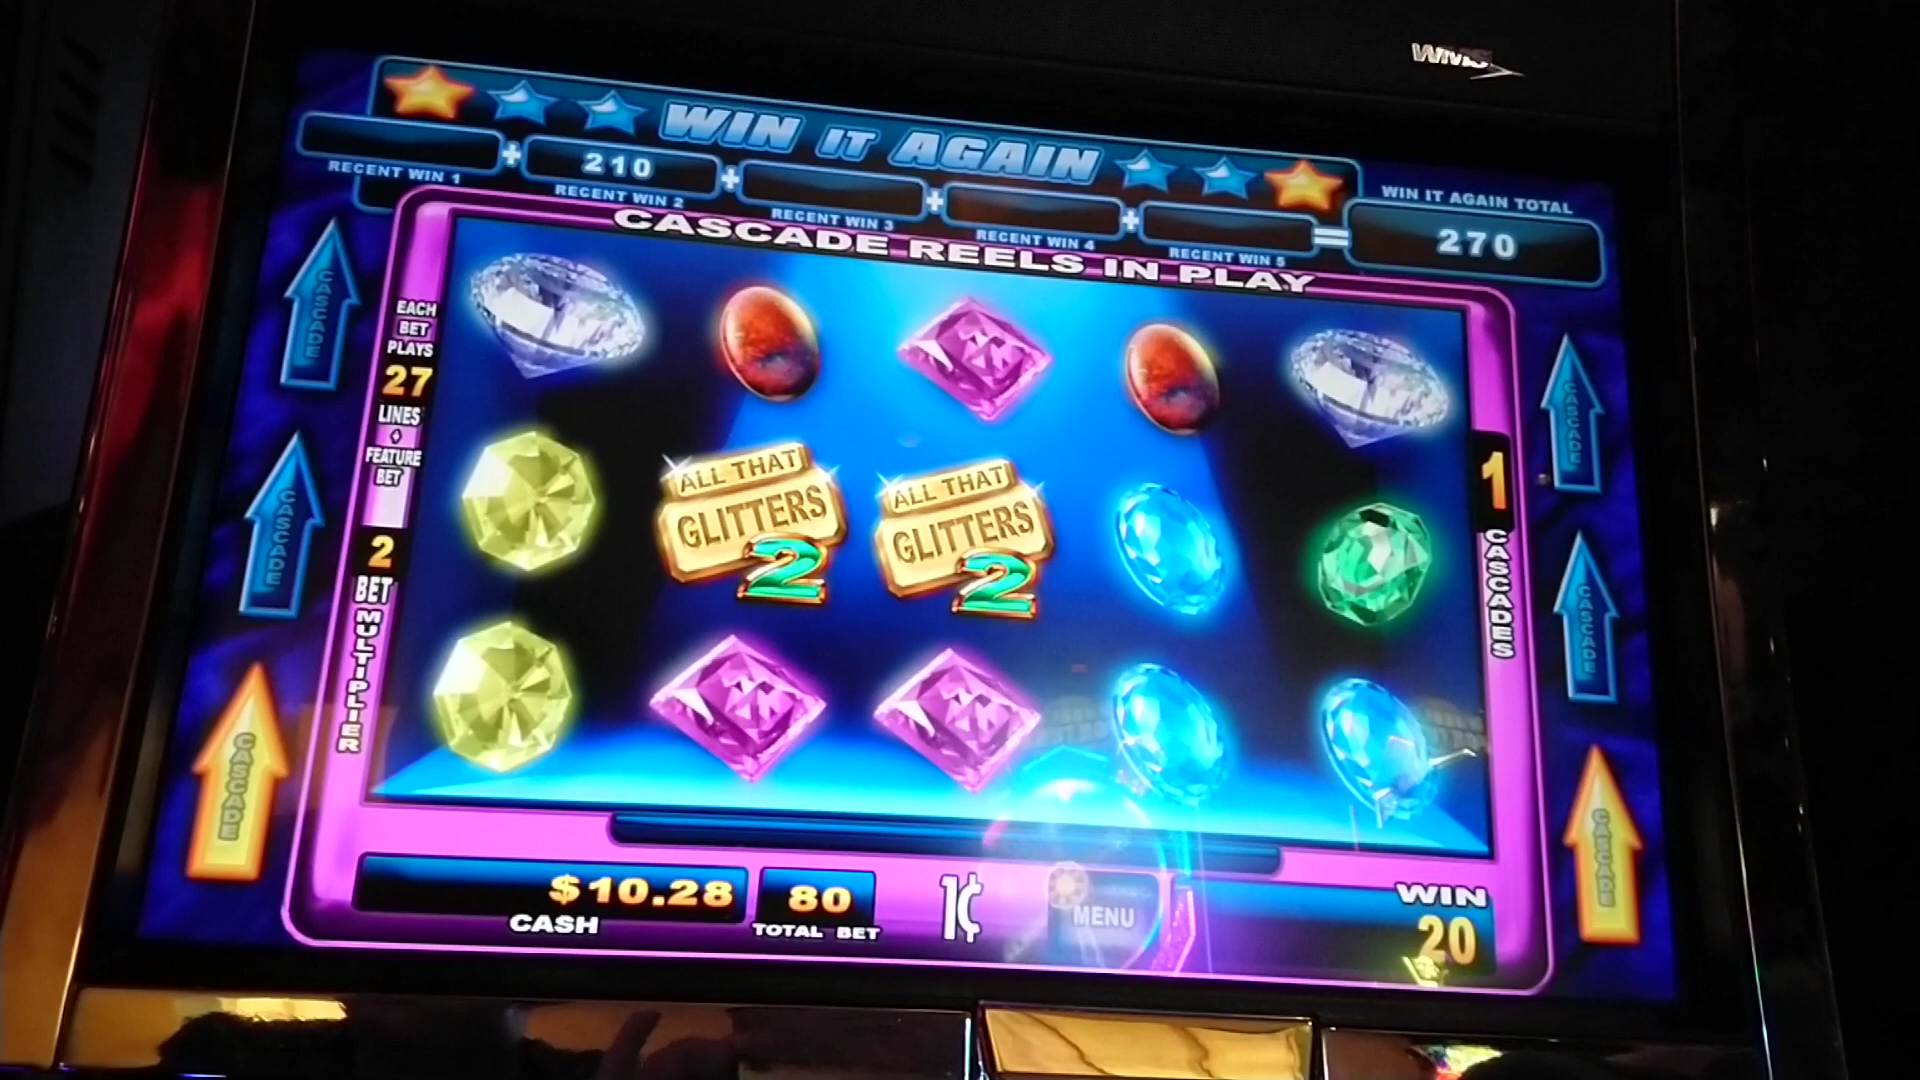 WMS
WIN IT AGAIN
210
RECENT WIN 1
RECENT WIN 2
RECENT WIN 3
RECENT WIN 4
RECENT WIN 5
+
+
+
+
=
WIN IT AGAIN TOTAL
270
CASCADE REELS IN PLAY
CASCADE
CASCADE
CASCADE
EACH
BET
PLAYS
27
LINES
FEATURE
BET
2
BET
MULTIPLIER
ALL THAT
GLITTERS
2
ALL THAT
GLITTERS
2
1
CASCADES
CASCADE
CASCADE
CASCADE
$10.28
CASH
80
TOTAL BET
1¢
MENU
WIN
20